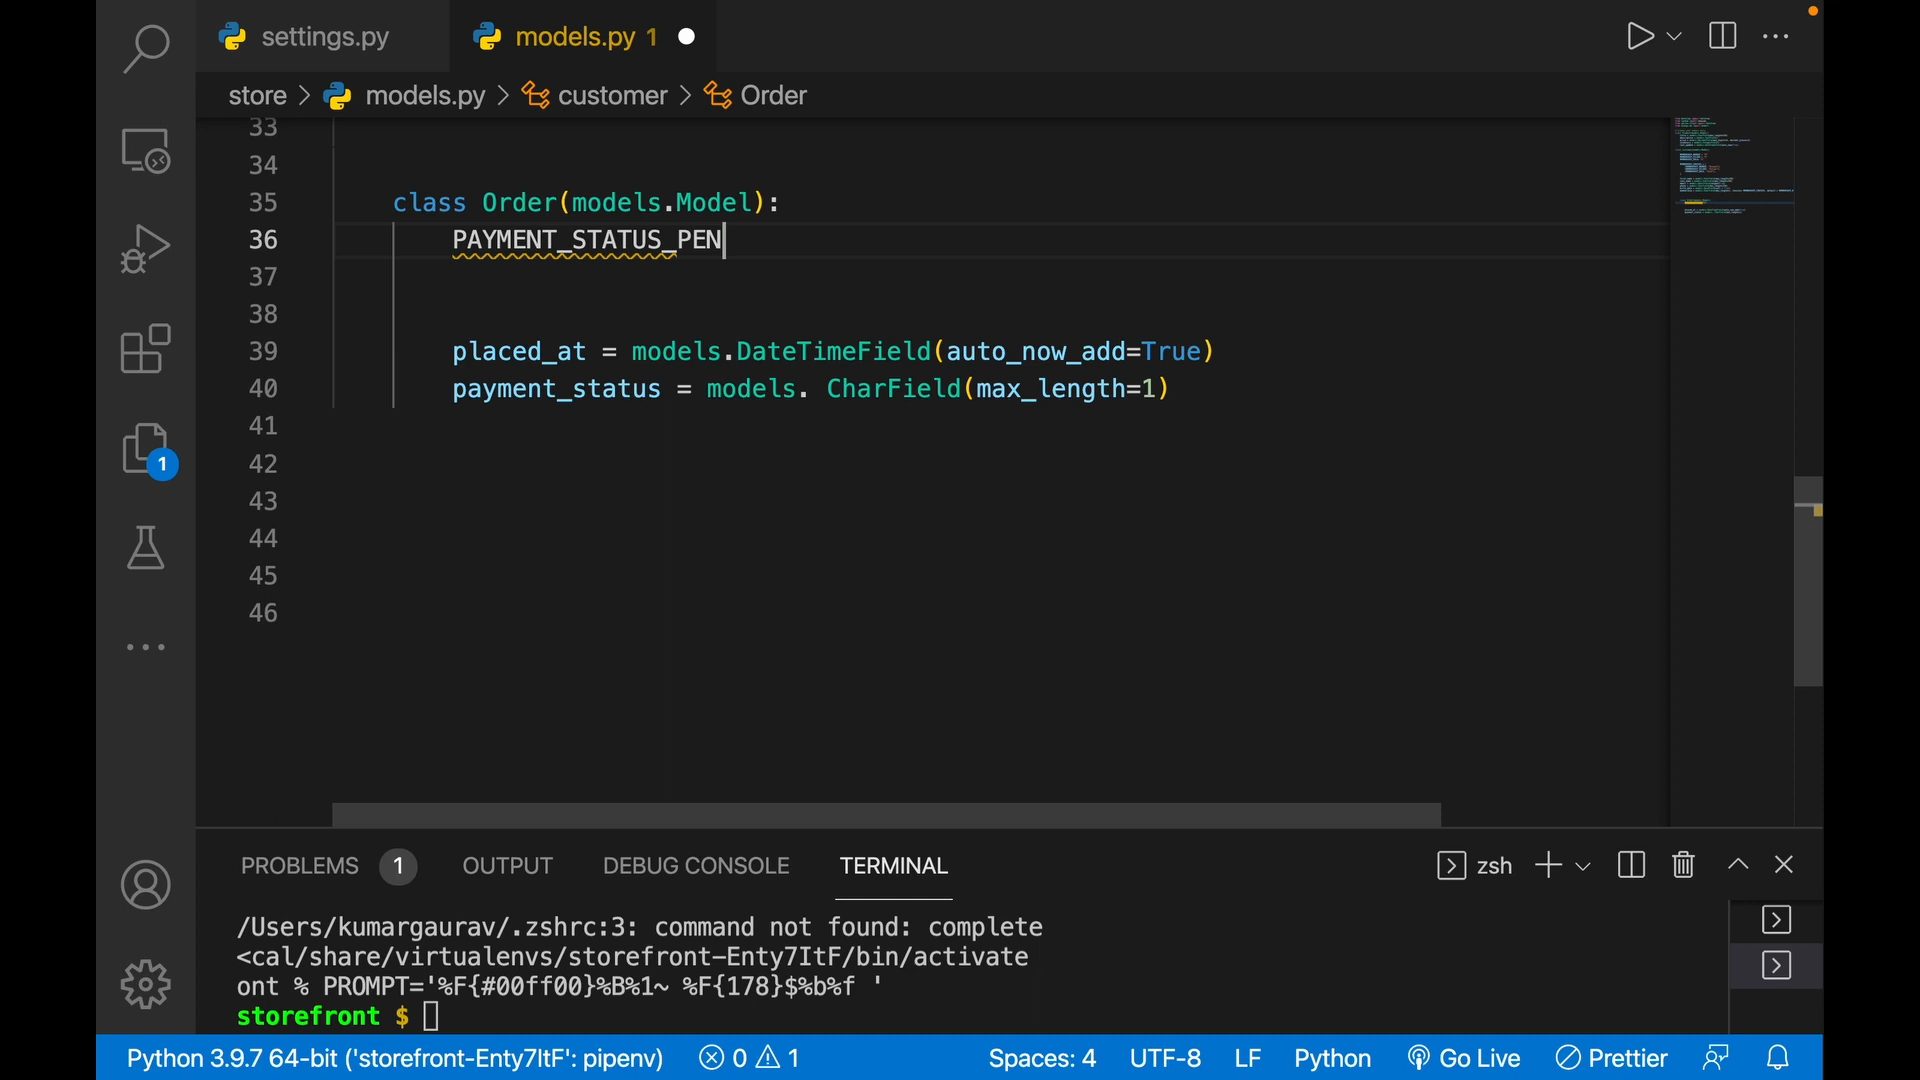 settings.py
models.py 1
store > models.py > customer > Order
33
34
35 class Order(models.Model):
36 PAYMENT_STATUS_PEN
37
38
39 placed_at = models.DateTimeField(auto_now_add=True)
40 payment_status = models. CharField(max_length=1)
41
42
43
44
45
46
1
PROBLEMS 1 OUTPUT DEBUG CONSOLE TERMINAL
zsh
/Users/kumargaurav/.zshrc:3: command not found: complete
<cal/share/virtualenvs/storefront-Enty7ItF/bin/activate
ont % PROMPT='%F{#00ff00}%B%1~ %F{178}$%b%f '
storefront $
Python 3.9.7 64-bit ('storefront-Enty7ItF': pipenv) 0 1 Spaces: 4 UTF-8 LF Python Go Live Prettier